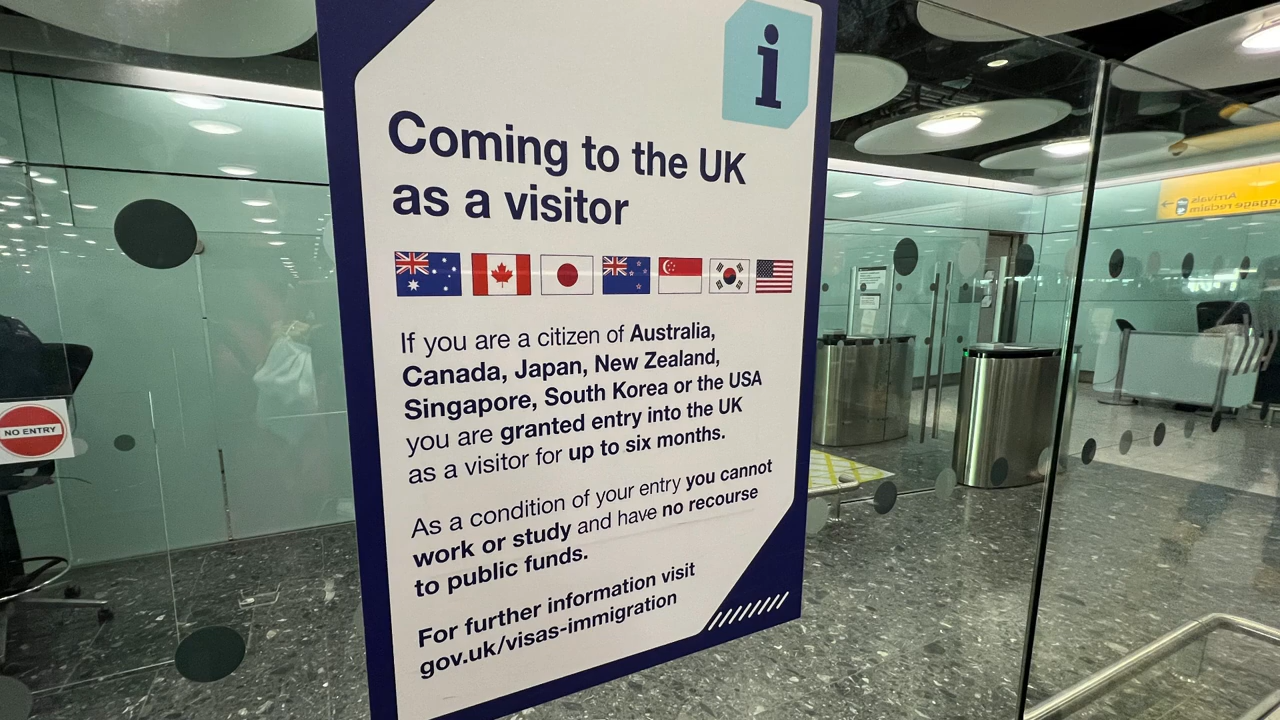 i
Coming to the UK
as a visitor
If you are a citizen of Australia,
Canada, Japan, New Zealand,
Singapore, South Korea or the USA
you are granted entry into the UK
as a visitor for up to six months.
As a condition of your entry you cannot
work or study and have no recourse
to public funds.
For further information visit
gov.uk/visas-immigration
NO ENTRY
Arrivals
Baggage reclaim